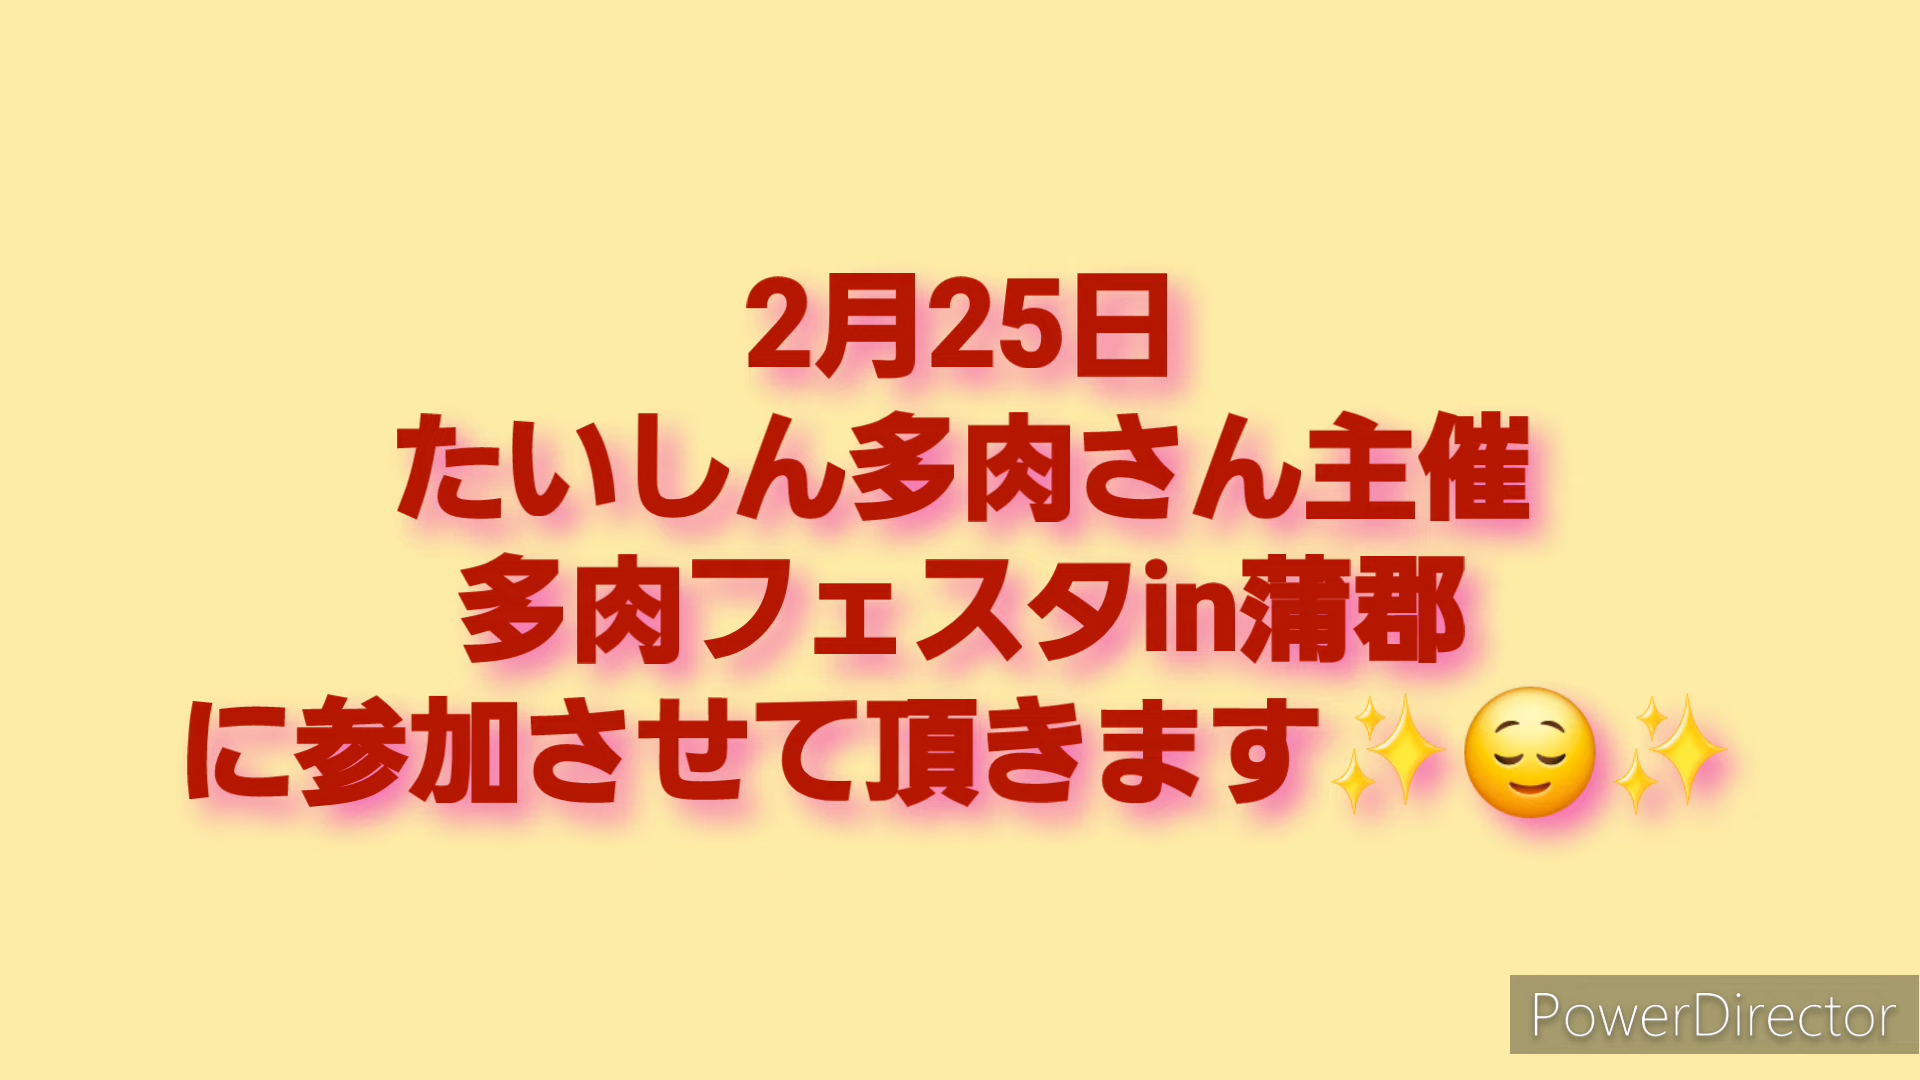 2月25日
たいしん多肉さん主催
多肉フェスタin蒲郡
に参加させて頂きます✨😌✨
PowerDirector